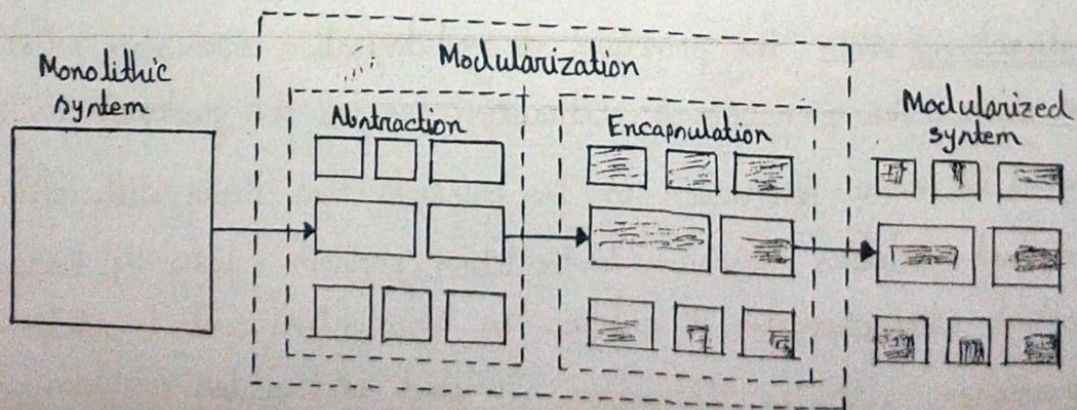 Modularization
Monolithic
system
Abstraction
Encapsulation
Modularized
system